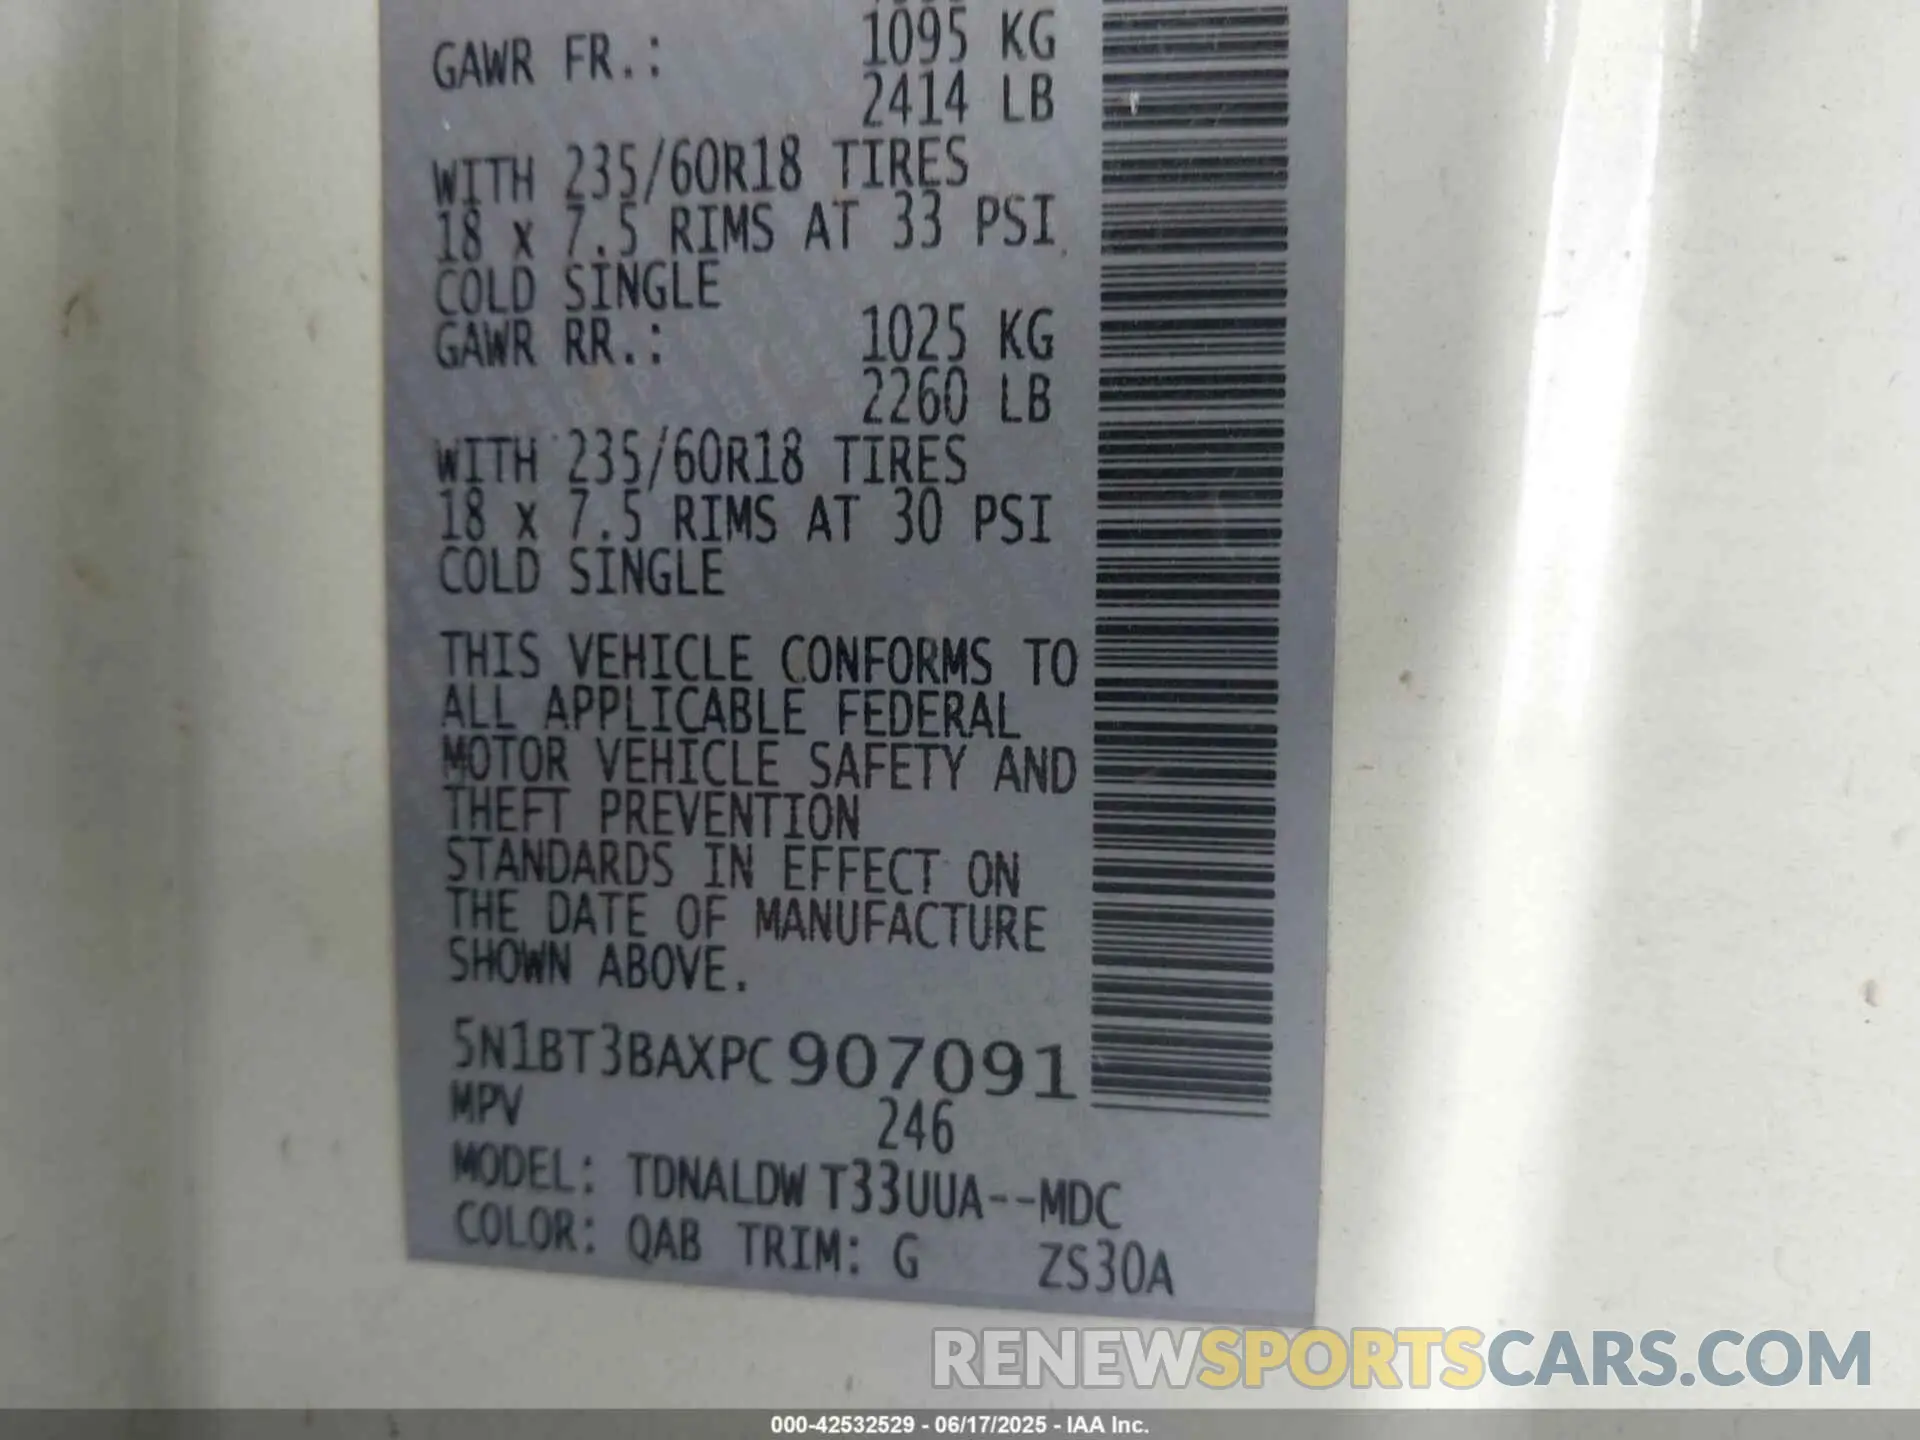 GAWR FR.: 1095 KG
2414 LB
WITH 235/60R18 TIRES
18 x 7.5 RIMS AT 33 PSI
COLD SINGLE
GAWR RR.: 1025 KG
2260 LB
WITH 235/60R18 TIRES
18 x 7.5 RIMS AT 30 PSI
COLD SINGLE
THIS VEHICLE CONFORMS TO
ALL APPLICABLE FEDERAL
MOTOR VEHICLE SAFETY AND
THEFT PREVENTION
STANDARDS IN EFFECT ON
THE DATE OF MANUFACTURE
SHOWN ABOVE.
5N1BT3BAXPC907091
MPV 246
MODEL: TDNALDW T33UUA--MDC
COLOR: QAB TRIM: G ZS30A
RENEWSPORTSCARS.COM
000-42532529 - 06/17/2025 - IAA Inc.